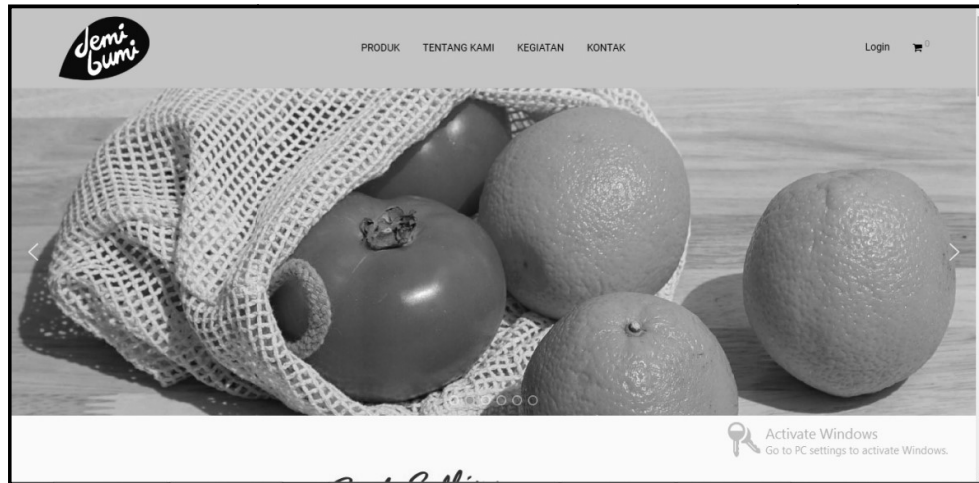 demi
bumi
PRODUK TENTANG KAMI KEGIATAN KONTAK
Login 0
Activate Windows
Go to PC settings to activate Windows.